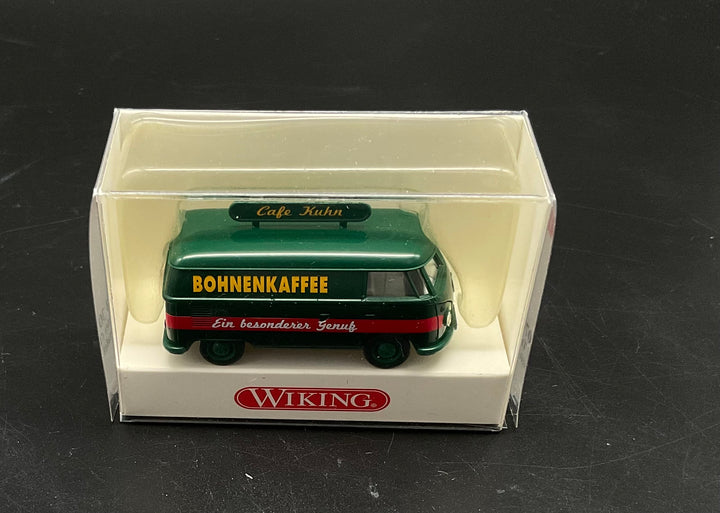 Cafe Kuhn
BOHNENKAFFEE
Ein besonderer Genuß
WIKING®